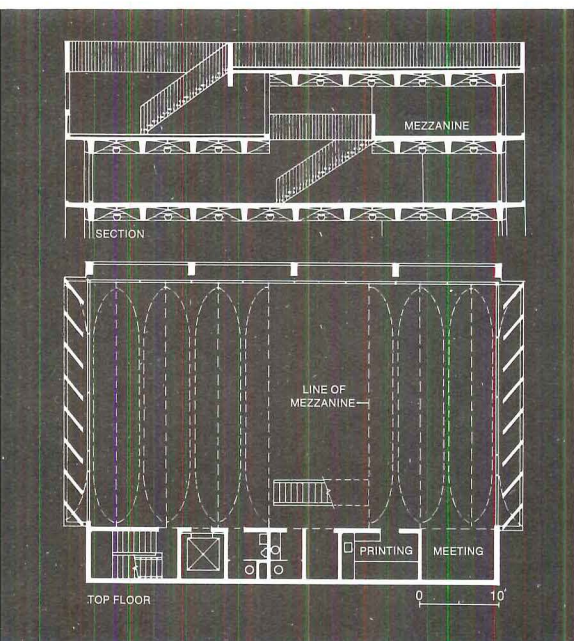 MEZZANINE
SECTION
LINE OF
MEZZANINE
PRINTING
MEETING
TOP FLOOR
0 10'